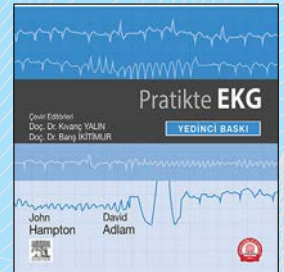 Pratikte EKG
Çeviri Editörleri
Doç. Dr. Kıvanç YALIN
Doç. Dr. Barış İKİTİMUR
YEDİNCİ BASKI
John
Hampton
David
Adlam